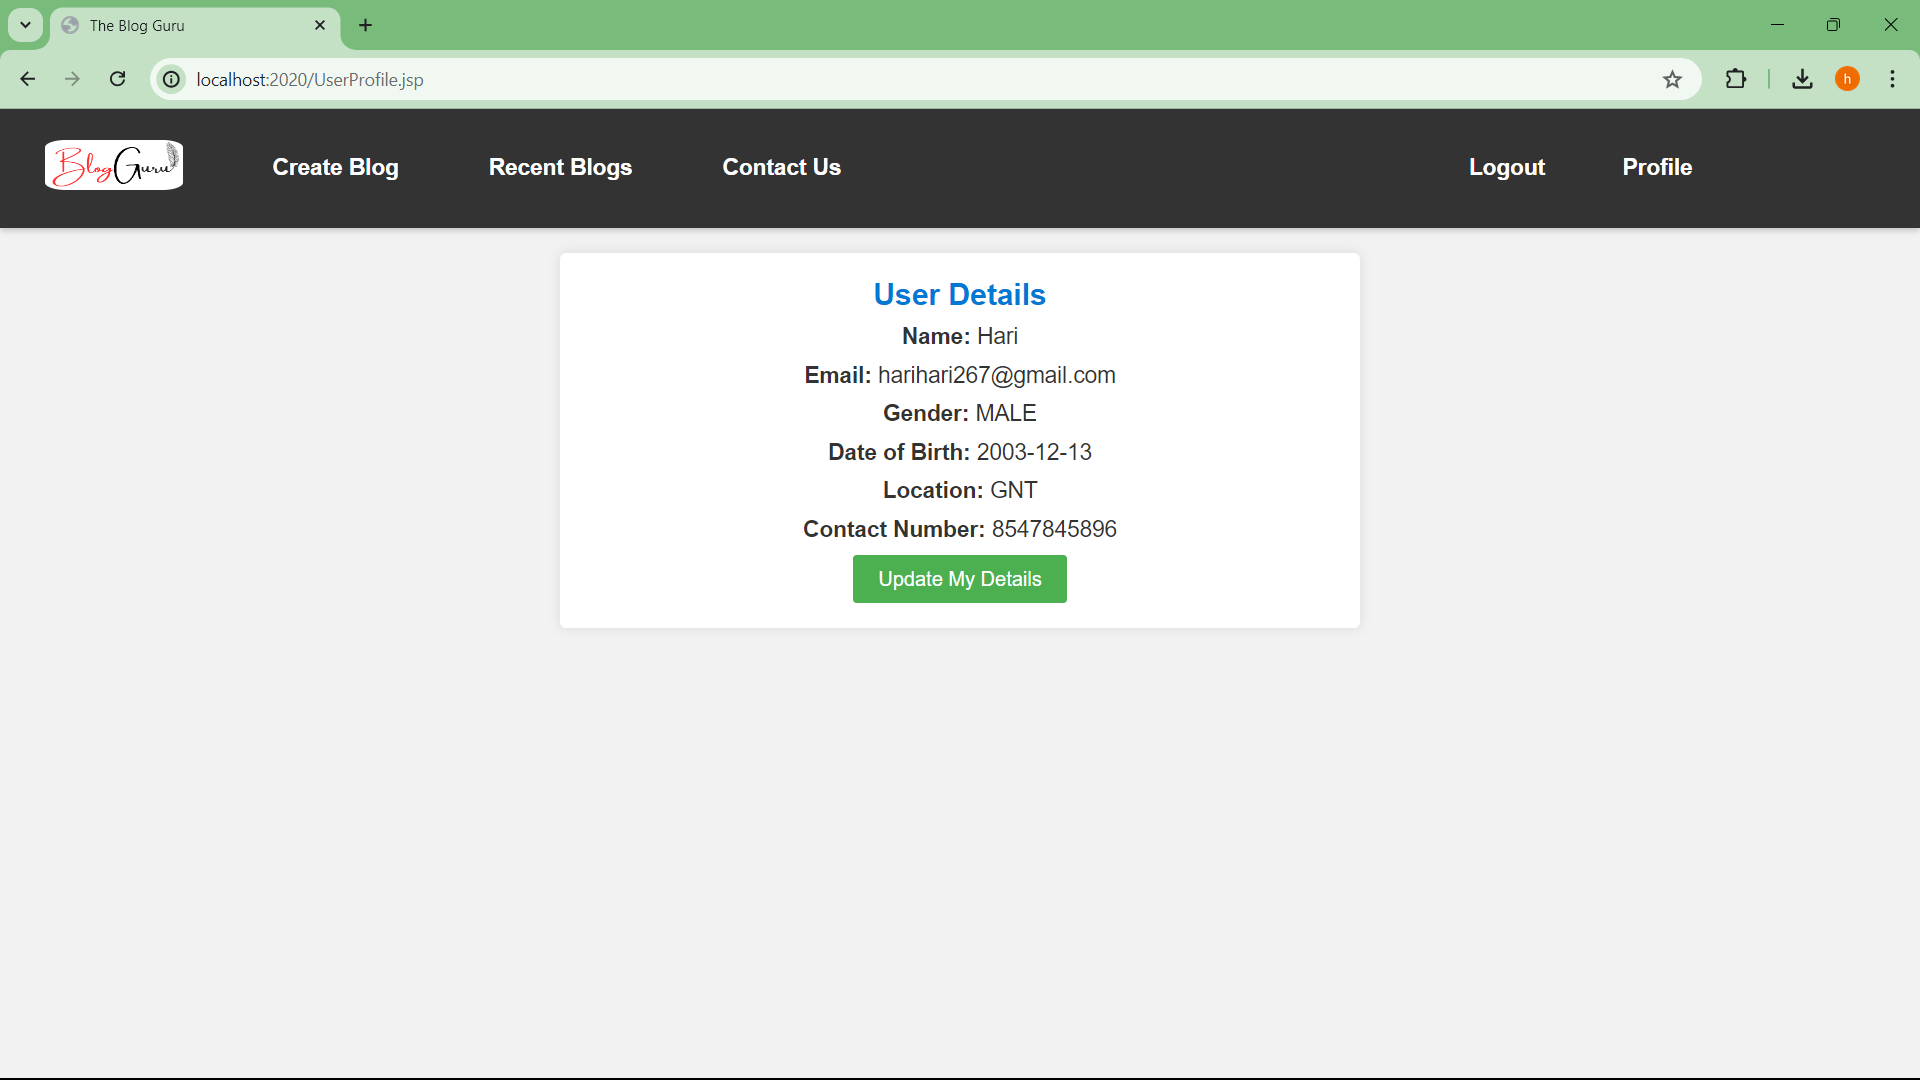 The Blog Guru
localhost:2020/UserProfile.jsp
h
BlogGuru
Create Blog
Recent Blogs
Contact Us
Logout
Profile
User Details
Name: Hari
Email: harihari267@gmail.com
Gender: MALE
Date of Birth: 2003-12-13
Location: GNT
Contact Number: 8547845896
Update My Details